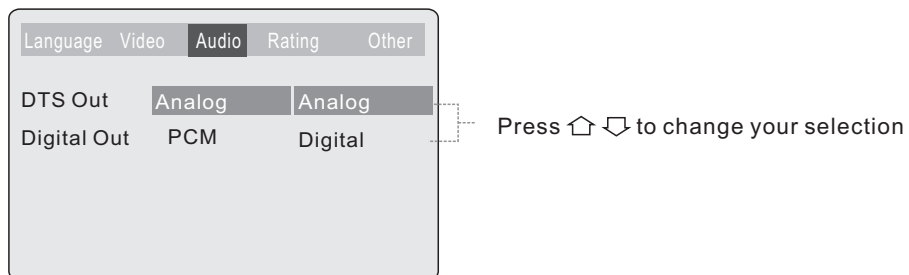 Language Video Audio Rating Other
DTS Out Analog Analog
Digital Out PCM Digital
Press ⇧ ⇩ to change your selection